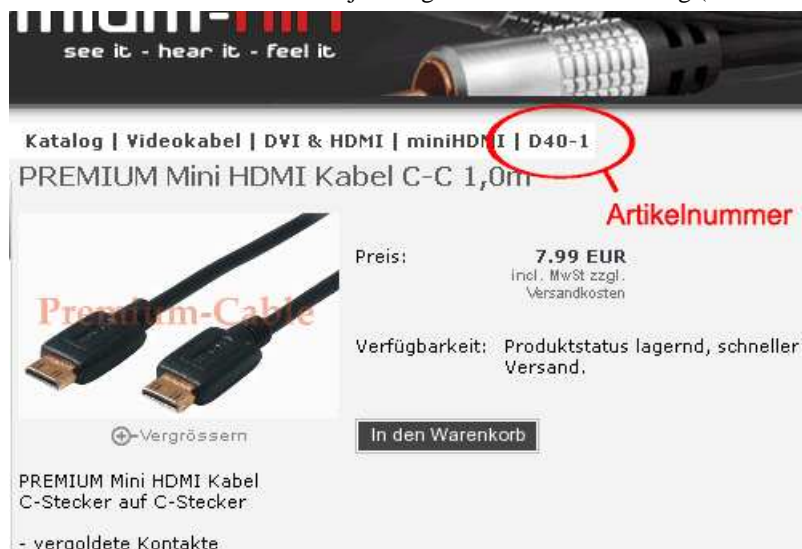 see it - hear it - feel it
Katalog | Videokabel | DVI & HDMI | miniHDMI | D40-1
PREMIUM Mini HDMI Kabel C-C 1,0m
Artikelnummer
Preis: 7.99 EUR
incl. MwSt zzgl.
Versandkosten
Premium-Cable
Verfügbarkeit: Produktstatus lagernd, schneller
Versand.
Vergrössern
In den Warenkorb
PREMIUM Mini HDMI Kabel
C-Stecker auf C-Stecker
- vergoldete Kontakte